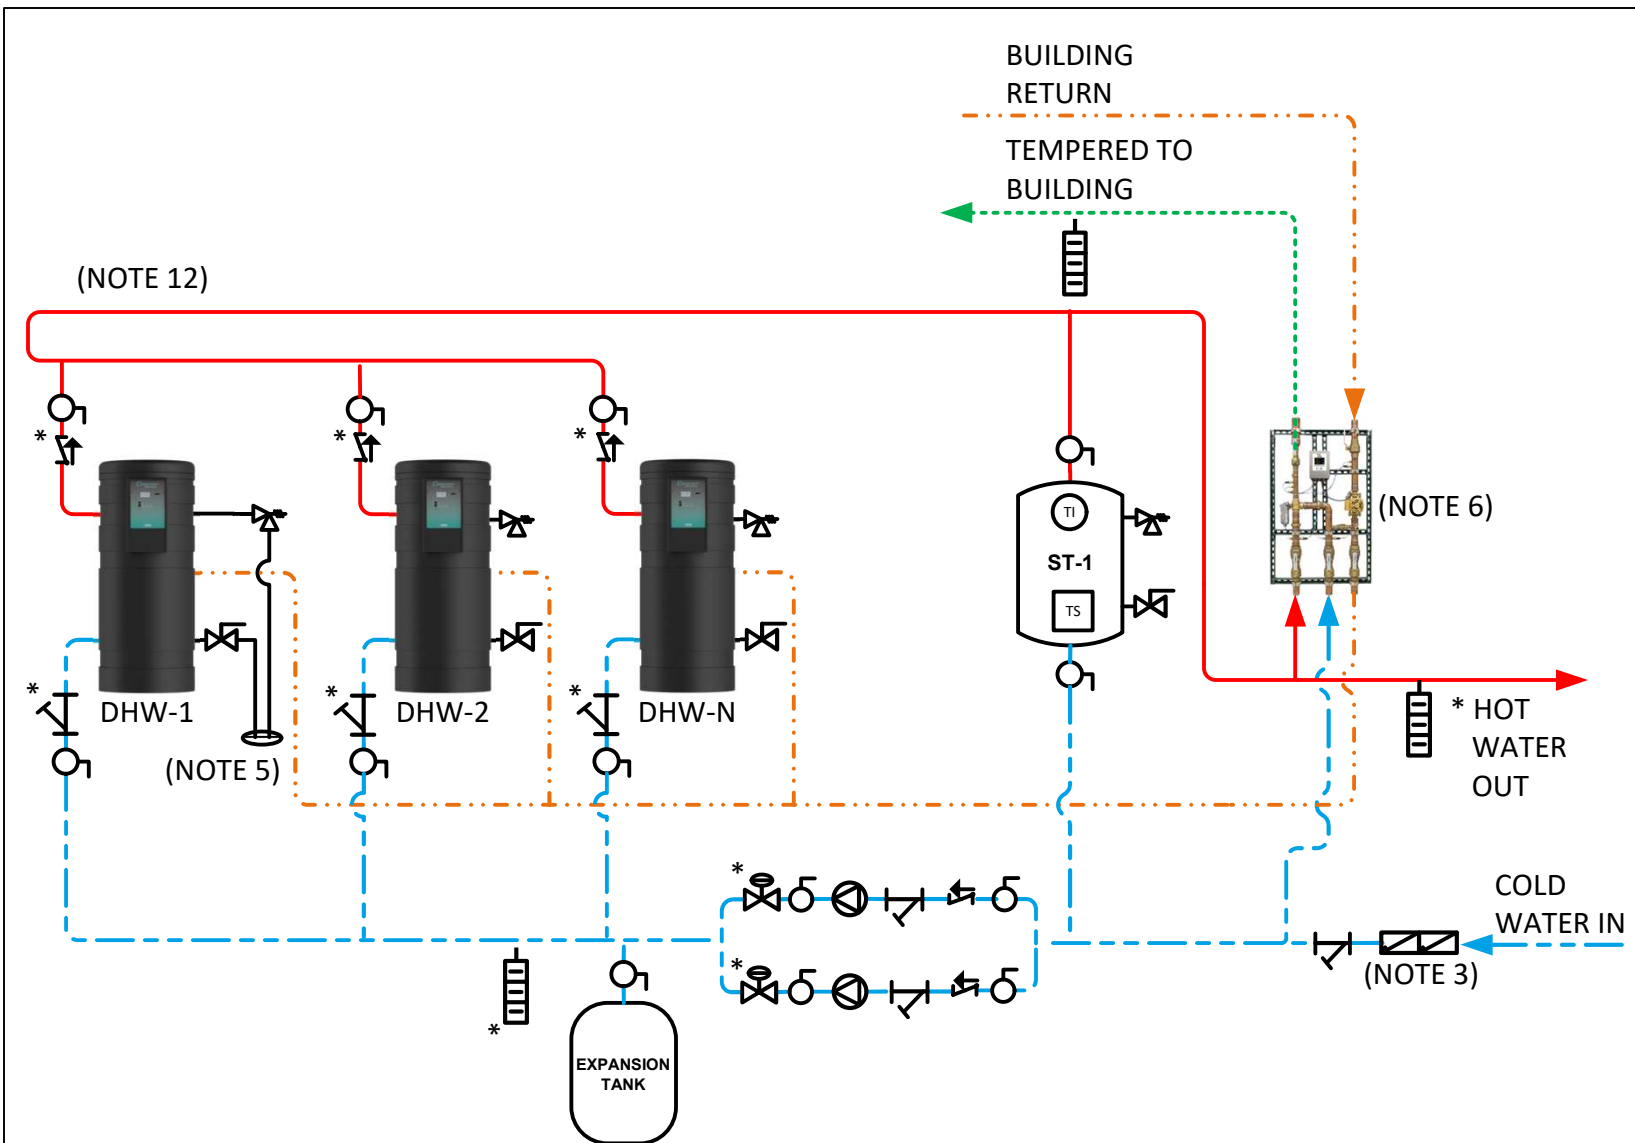 BUILDING
RETURN
TEMPERED TO
BUILDING
(NOTE 12)
*
*
*
TI
ST-1
TS
(NOTE 6)
*
*
*
DHW-1
DHW-2
DHW-N
(NOTE 5)
* HOT
WATER
OUT
*
COLD
WATER IN
(NOTE 3)
*
*
EXPANSION
TANK